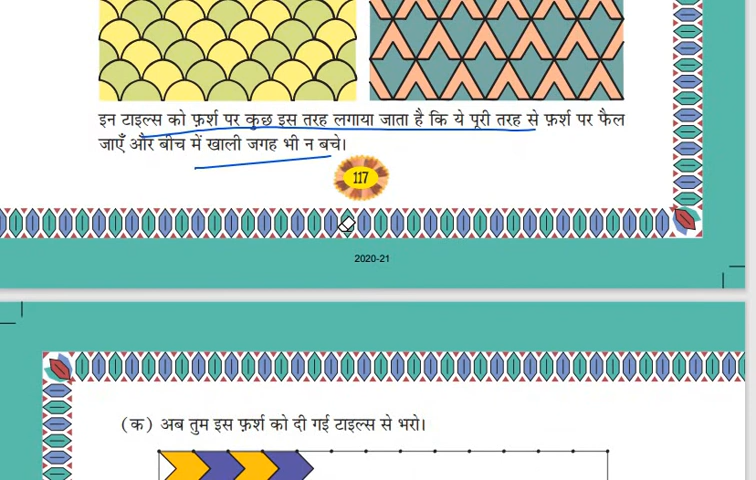 इन टाइल्स को फ़र्श पर कुछ इस तरह लगाया जाता है कि ये पूरी तरह से फ़र्श पर फैल
जाएँ और बीच में खाली जगह भी न बचे।
117
2020-21
(क) अब तुम इस फ़र्श को दी गई टाइल्स से भरो।